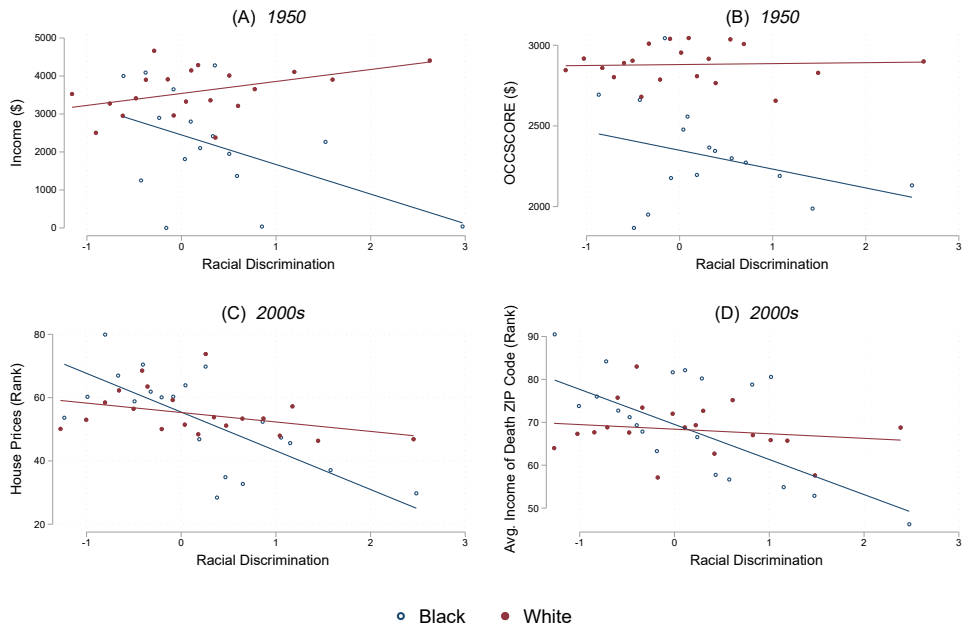 (A) 1950
5000
4000
3000
2000
1000
0
Income ($)
-1 0 1 2 3
Racial Discrimination
(B) 1950
3000
2500
2000
OCCSCORE ($)
-1 0 1 2 3
Racial Discrimination
(C) 2000s
80
60
40
20
House Prices (Rank)
-1 0 1 2 3
Racial Discrimination
(D) 2000s
90
80
70
60
50
Avg. Income of Death ZIP Code (Rank)
-1 0 1 2 3
Racial Discrimination
Black White